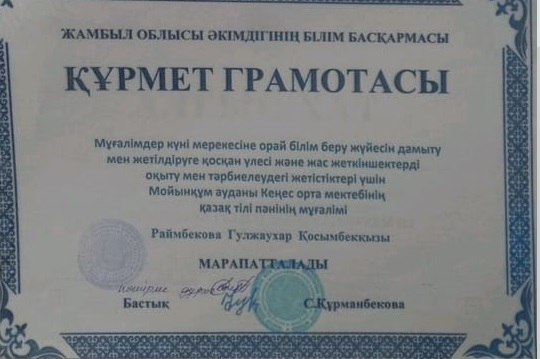 ЖАМБЫЛ ОБЛЫСЫ ӘКІМДІГІНІҢ БІЛІМ БАСҚАРМАСЫ
ҚҰРМЕТ ГРАМОТАСЫ
Мұғалімдер күні мерекесіне орай білім беру жүйесін дамыту
мен жетілдіруге қосқан үлесі және жас жеткіншектерді
оқыту мен тәрбиелеудегі жетістіктері үшін
Мойынқұм ауданы Кеңес орта мектебінің
қазақ тілі пәнінің мұғалімі
Раймбекова Гулжаухар Қосымбекқызы
МАРАПАТТАЛАДЫ
көшірме дұрыс
Бастық С.Құрманбекова